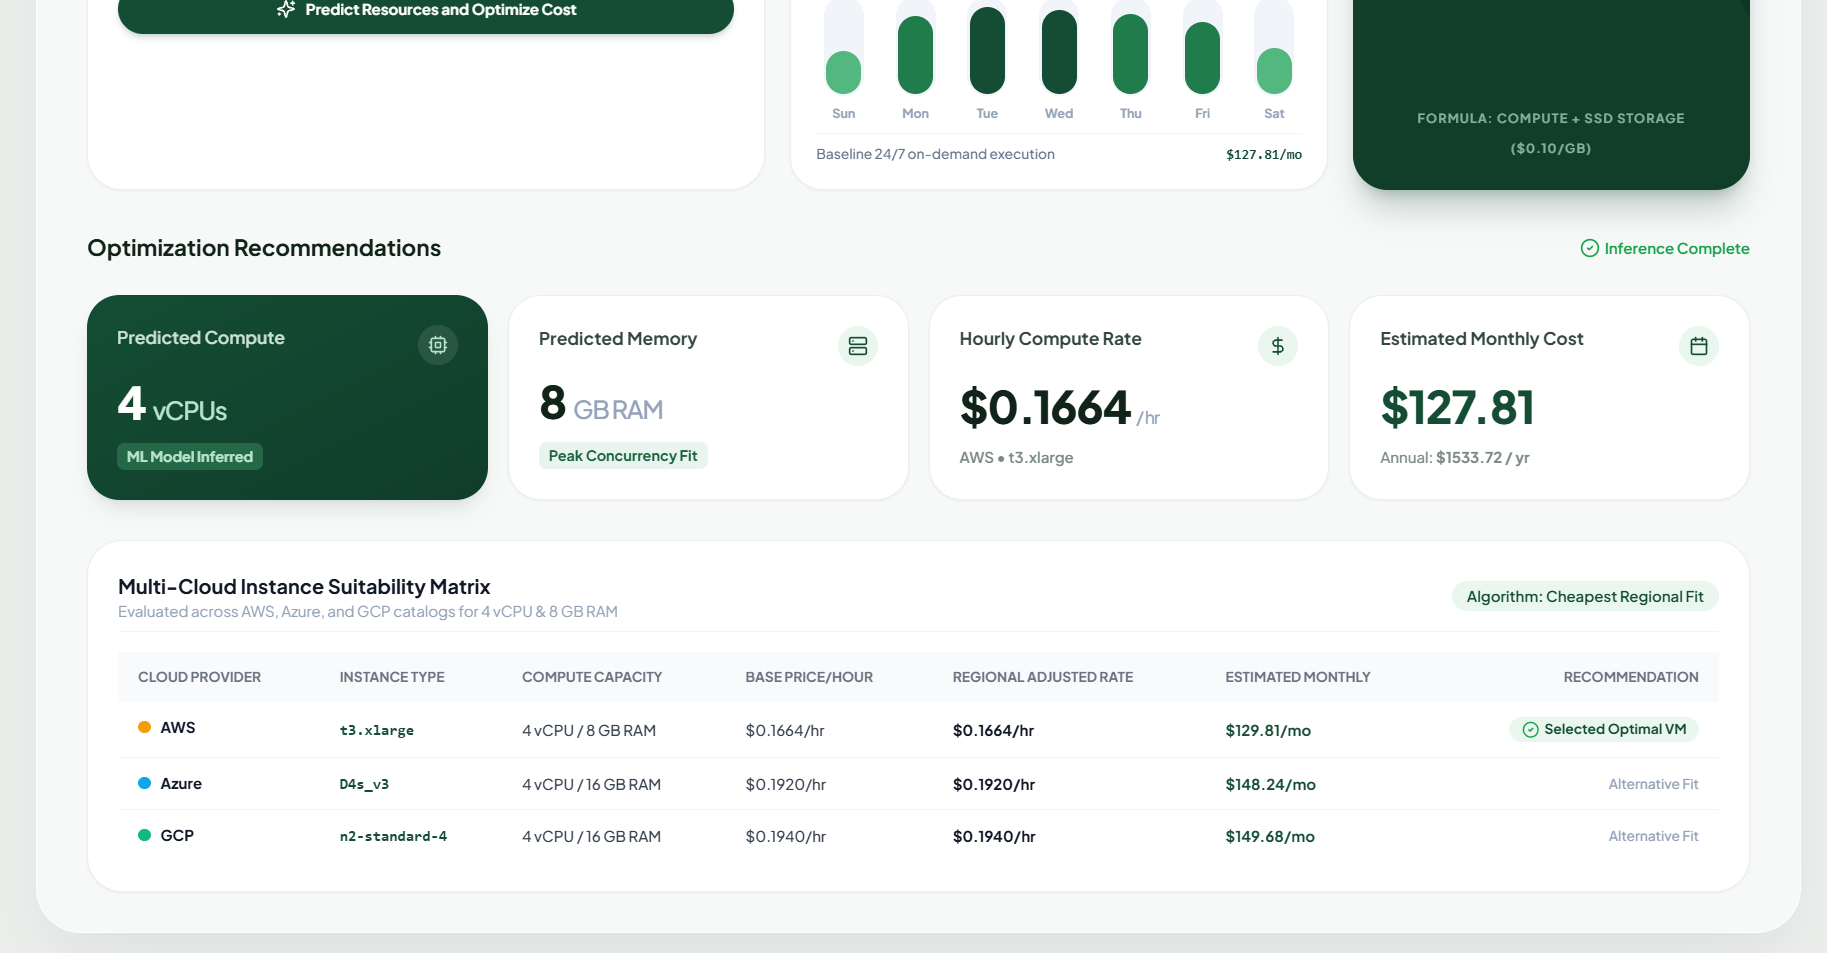 Predict Resources and Optimize Cost
Sun Mon Tue Wed Thu Fri Sat
Baseline 24/7 on-demand execution $127.81/mo
FORMULA: COMPUTE + SSD STORAGE
($0.10/GB)
Optimization Recommendations
Inference Complete
Predicted Compute
4 vCPUs
ML Model Inferred
Predicted Memory
8 GB RAM
Peak Concurrency Fit
Hourly Compute Rate
$
$0.1664 /hr
AWS • t3.xlarge
Estimated Monthly Cost
$127.81
Annual: $1533.72 / yr
Multi-Cloud Instance Suitability Matrix
Evaluated across AWS, Azure, and GCP catalogs for 4 vCPU & 8 GB RAM
Algorithm: Cheapest Regional Fit
CLOUD PROVIDER INSTANCE TYPE COMPUTE CAPACITY BASE PRICE/HOUR REGIONAL ADJUSTED RATE ESTIMATED MONTHLY RECOMMENDATION
AWS t3.xlarge 4 vCPU / 8 GB RAM $0.1664/hr $0.1664/hr $129.81/mo Selected Optimal VM
Azure D4s_v3 4 vCPU / 16 GB RAM $0.1920/hr $0.1920/hr $148.24/mo Alternative Fit
GCP n2-standard-4 4 vCPU / 16 GB RAM $0.1940/hr $0.1940/hr $149.68/mo Alternative Fit